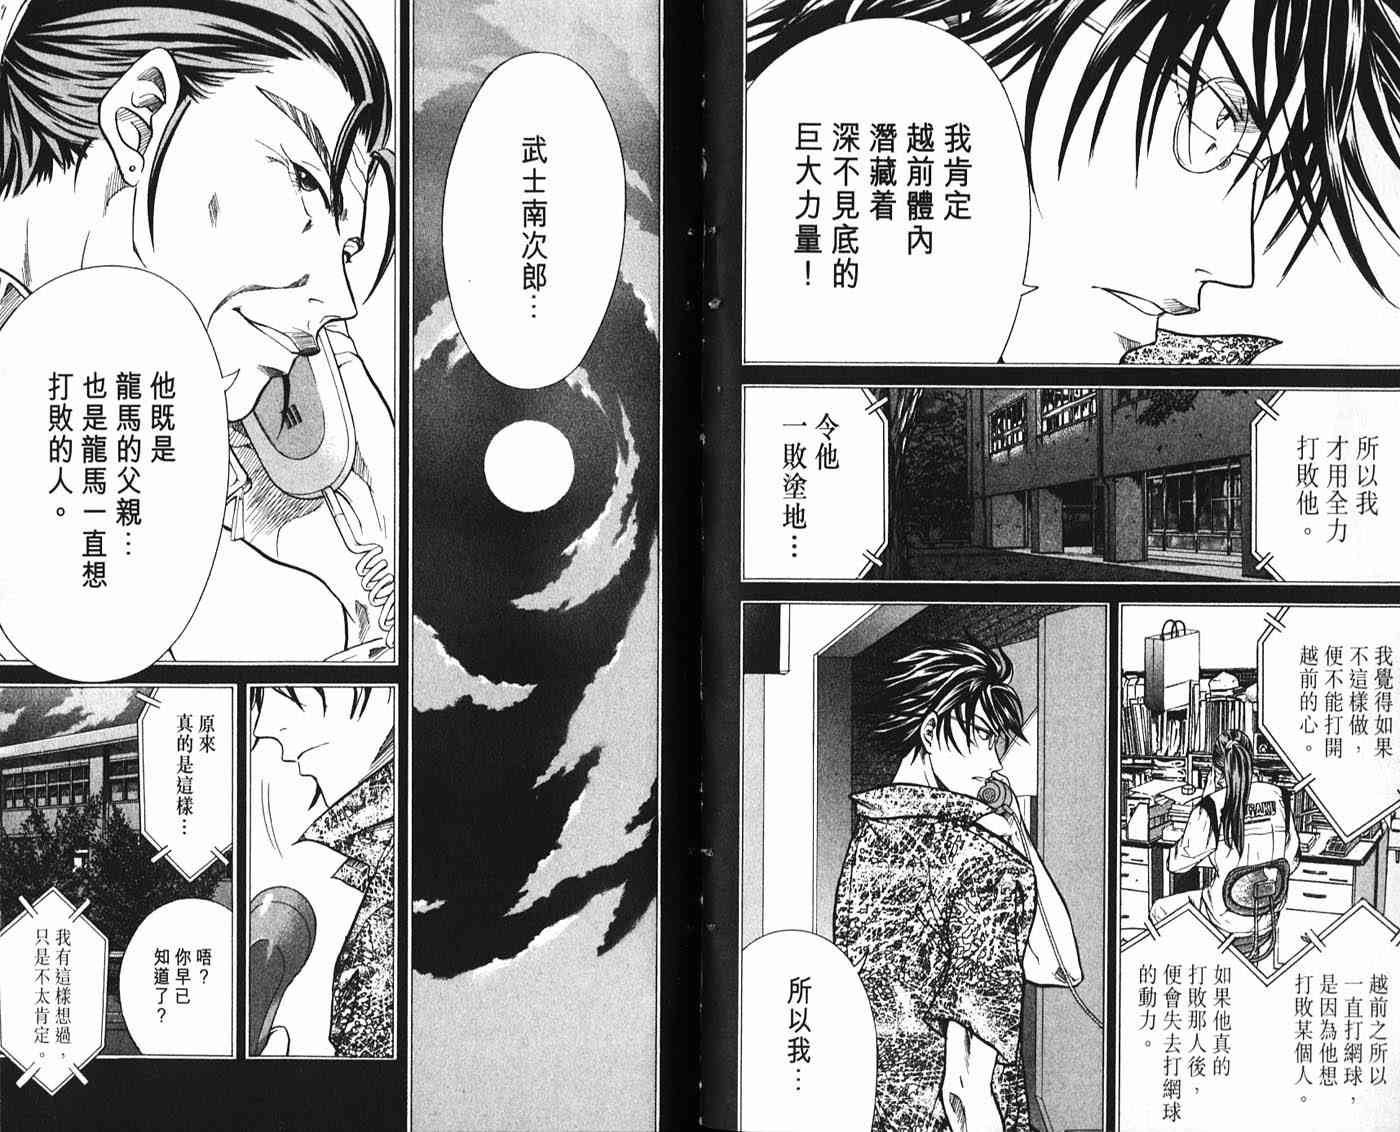 我肯定
越前體內
潛藏着
深不見底的
巨大力量！
所以我
才用全力
打敗他。
令他
一敗塗地…
我覺得如果
不這樣做，
便不能打開
越前的心。
越前之所以
一直打網球，
是因為他想
打敗某個人。
如果他真的
打敗那人後，
便會失去打網球
的動力。
所以我…
武士南次郎…
他既是
龍馬的父親…
也是龍馬一直想
打敗的人。
原來
真的是這樣…
唔？
你早已
知道了？
我有這樣想過，
只是不太肯定。